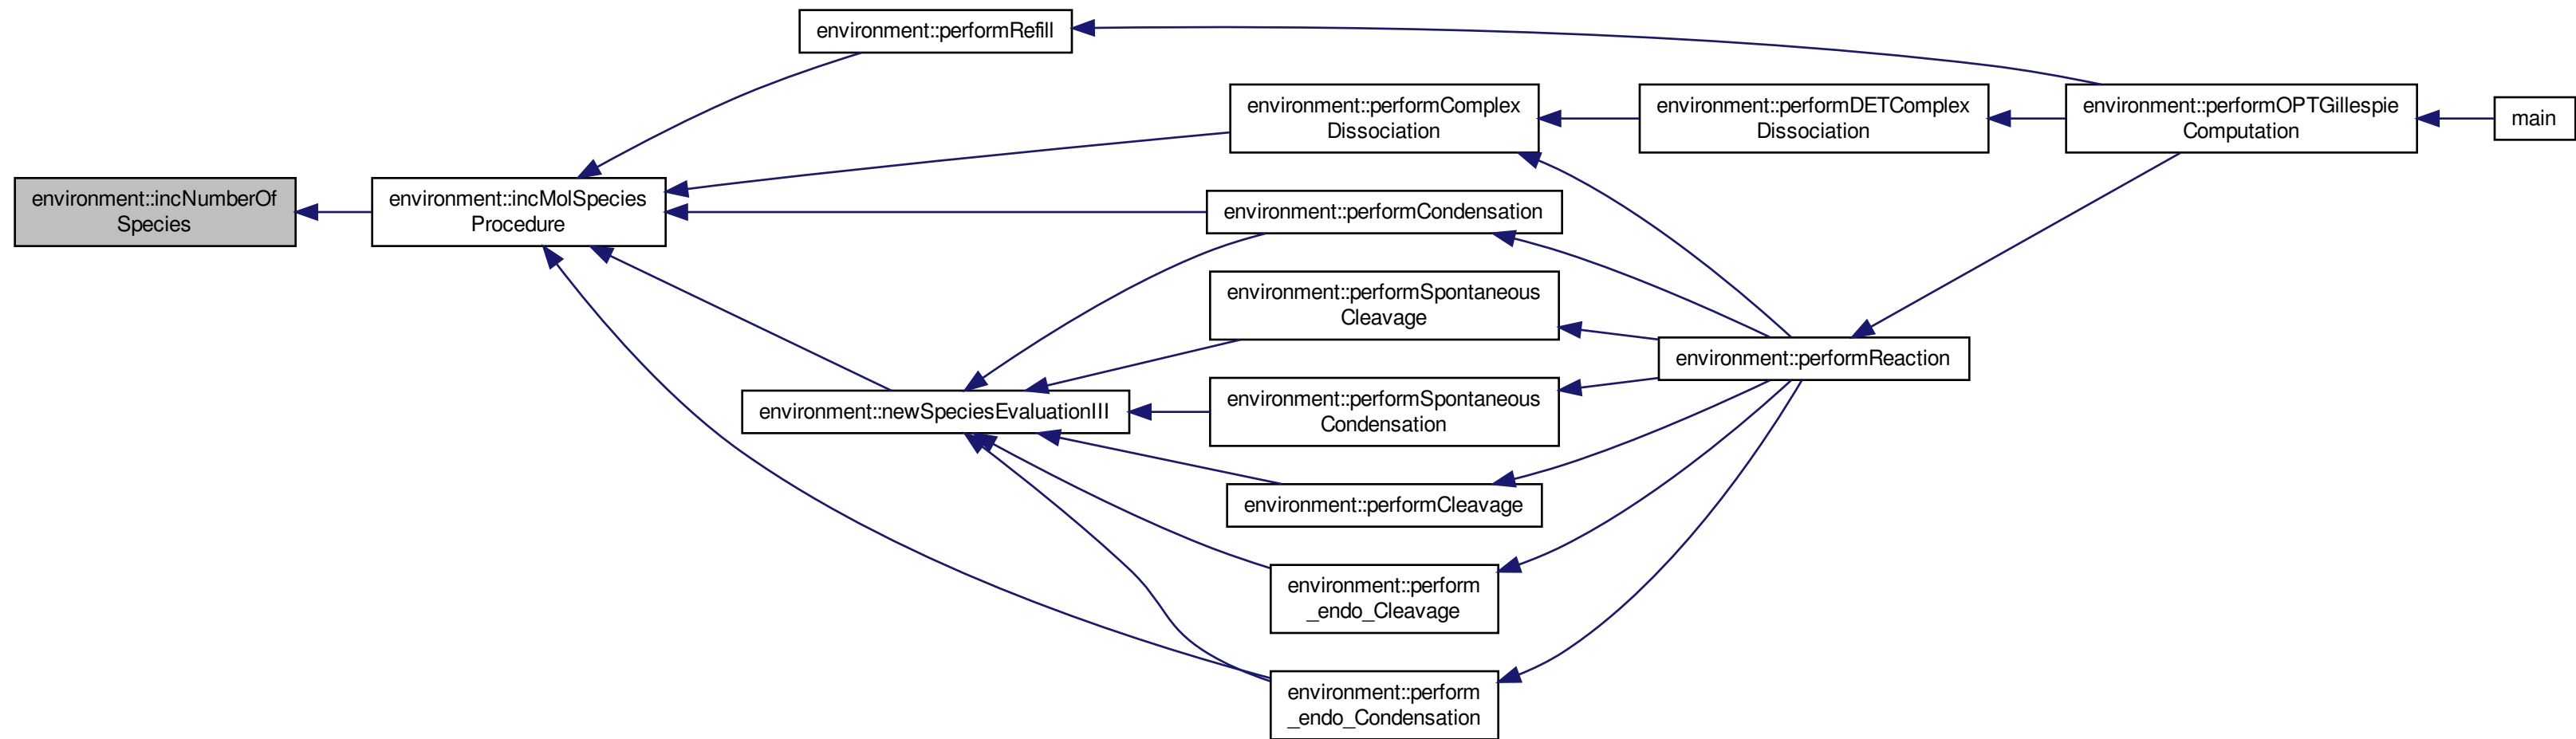 environment::performRefill
environment::performComplex
Dissociation
environment::performDETComplex
Dissociation
environment::performOPTGillespie
Computation
main
environment::incNumberOf
Species
environment::incMolSpecies
Procedure
environment::performCondensation
environment::performSpontaneous
Cleavage
environment::performReaction
environment::newSpeciesEvaluationIII
environment::performSpontaneous
Condensation
environment::performCleavage
environment::perform
_endo_Cleavage
environment::perform
_endo_Condensation